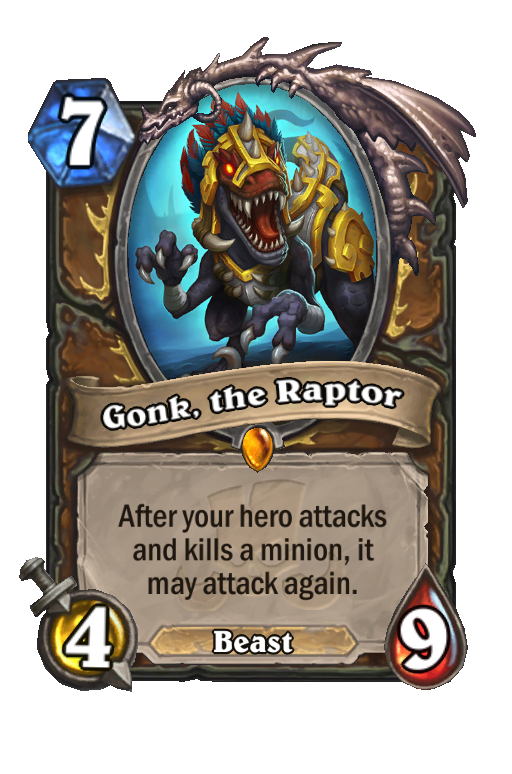 7
Gonk, the Raptor
After your hero attacks
and kills a minion, it
may attack again.
4
Beast
9